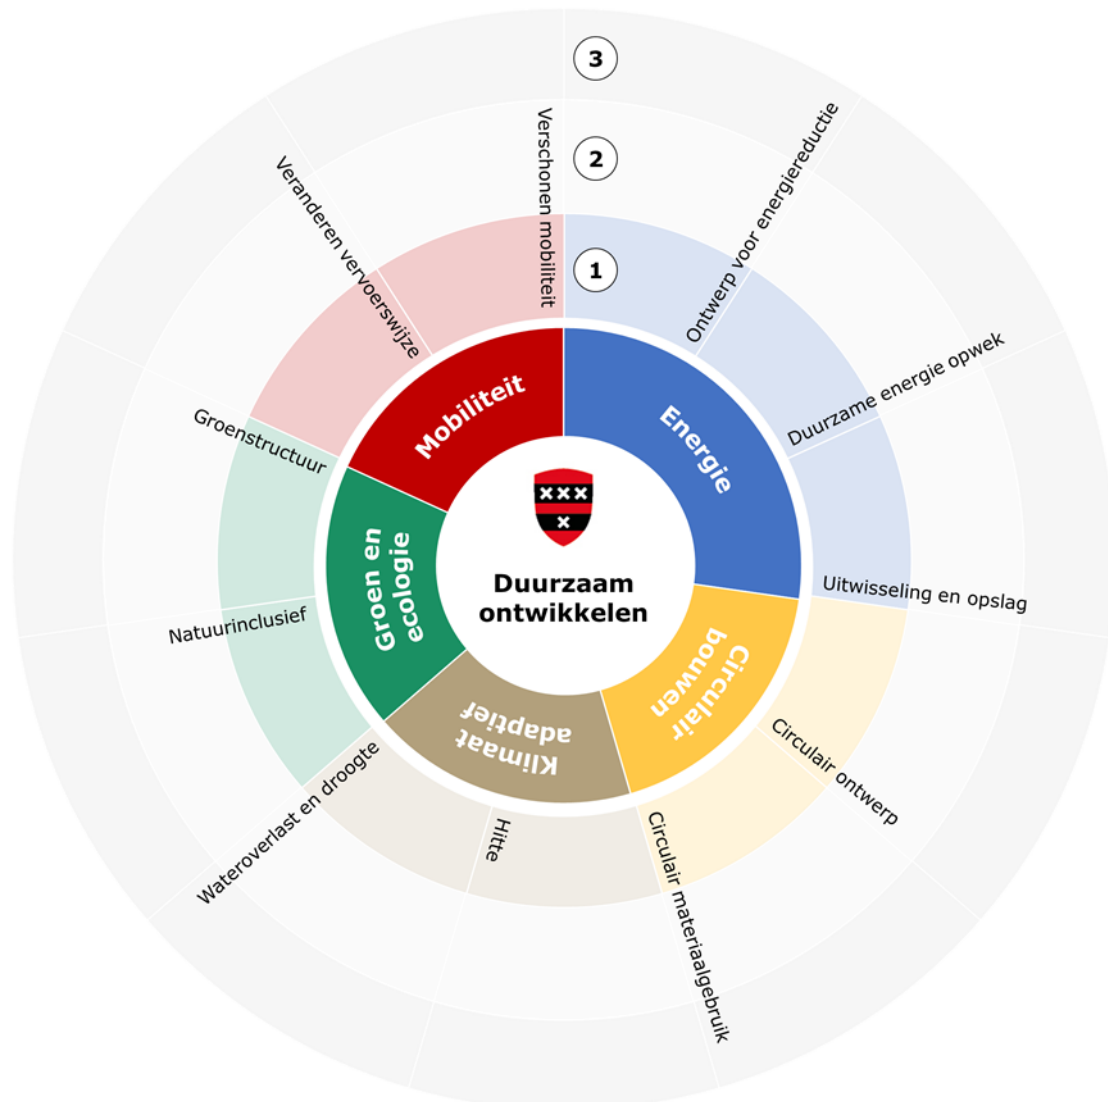 3
2
1
Verschonen mobiliteit
Ontwerp voor energiereductie
Duurzame energie opwek
Uitwisseling en opslag
Circulair ontwerp
Circulair materiaalgebruik
Hitte
Wateroverlast en droogte
Natuurinclusief
Groenstructuur
Veranderen vervoerswijze
Mobiliteit
Energie
Circulair
bouwen
Klimaat
adaptief
Groen en
ecologie
Duurzaam
ontwikkelen